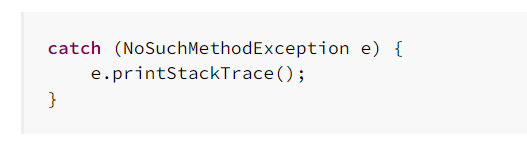 catch (NoSuchMethodException e) {
    e.printStackTrace();
}